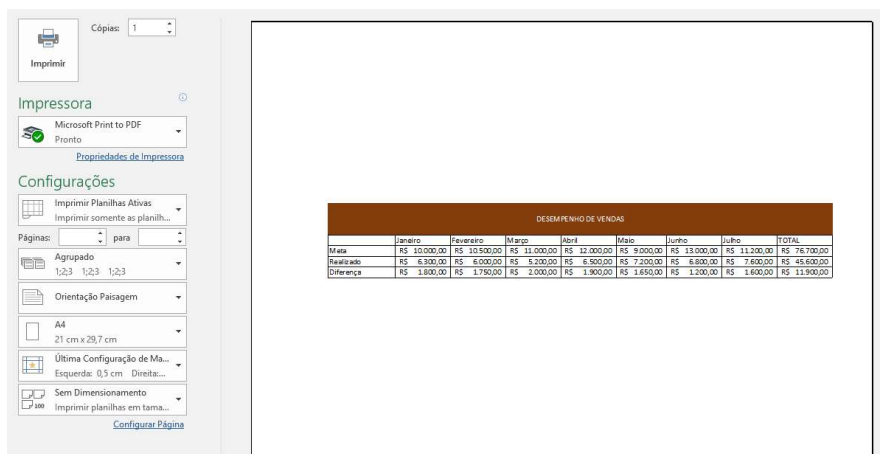 Cópias: 1
Imprimir
Impressora
Microsoft Print to PDF
Pronto
Propriedades de Impressora
Configurações
Imprimir Planilhas Ativas
Imprimir somente as planilh...
Páginas: para
Agrupado
1;2;3 1;2;3 1;2;3
Orientação Paisagem
A4
21 cm x 29,7 cm
Última Configuração de Ma...
Esquerda: 0,5 cm Direita:...
Sem Dimensionamento
100 Imprimir planilhas em tama...
Configurar Página
DESEMPENHO DE VENDAS
Janeiro Fevereiro Março Abril Maio Junho Julho TOTAL
Meta R$ 10.000,00 R$ 10.500,00 R$ 11.000,00 R$ 12.000,00 R$ 9.000,00 R$ 13.000,00 R$ 11.200,00 R$ 76.700,00
Realizado R$ 6.300,00 R$ 6.000,00 R$ 5.200,00 R$ 6.500,00 R$ 7.200,00 R$ 6.800,00 R$ 7.600,00 R$ 45.600,00
Diferença R$ 1.800,00 R$ 1.750,00 R$ 2.000,00 R$ 1.900,00 R$ 1.650,00 R$ 1.200,00 R$ 1.600,00 R$ 11.900,00